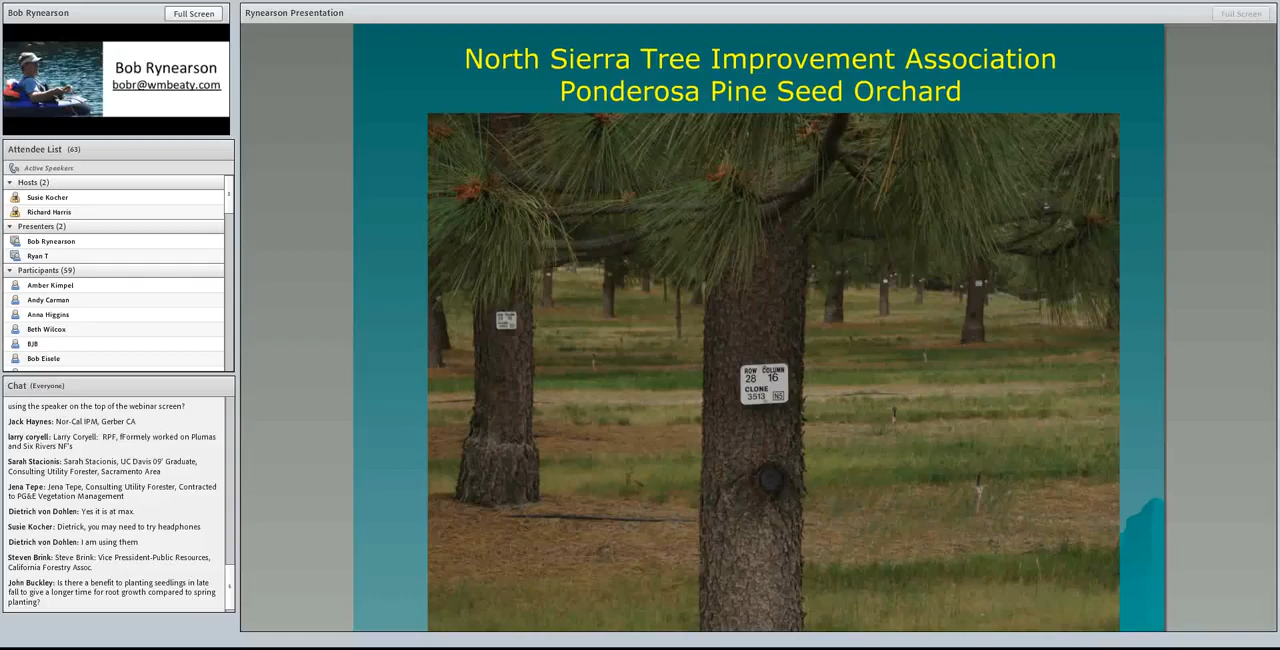 Bob Rynearson
Full Screen
Bob Rynearson
bobr@wmbeaty.com
Attendee List (63)
Active Speakers
Hosts (2)
Susie Kocher
Richard Harris
Presenters (2)
Bob Rynearson
Ryan T
Participants (59)
Amber Kimpel
Andy Carman
Anna Higgins
Beth Wilcox
BJB
Bob Eisele
Chat (Everyone)
using the speaker on the top of the webinar screen?
Jack Haynes: Nor-Cal IPM, Gerber CA
larry coryell: Larry Coryell: RPF, fFormely worked on Plumas
and Six Rivers NF's
Sarah Stacionis: Sarah Stacionis, UC Davis 09' Graduate,
Consulting Utility Forester, Sacramento Area
Jena Tepe: Jena Tepe, Consulting Utility Forester, Contracted
to PG&E Vegetation Management
Dietrich von Dohlen: Yes it is at max.
Susie Kocher: Dietrick, you may need to try headphones
Dietrich von Dohlen: I am using them
Steven Brink: Steve Brink: Vice President-Public Resources,
California Forestry Assoc.
John Buckley: Is there a benefit to planting seedlings in late
fall to give a longer time for root growth compared to spring
planting?
Rynearson Presentation
Full Screen
North Sierra Tree Improvement Association
Ponderosa Pine Seed Orchard
ROW COLUMN
28 16
CLONE
3513 NS